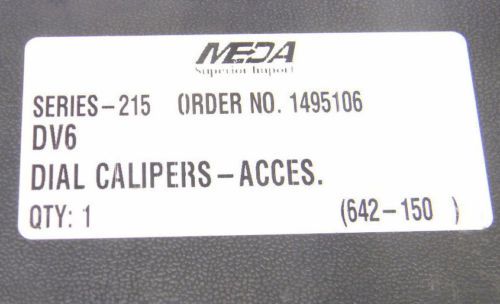 MEDA
Superior Import
SERIES-215 ORDER NO. 1495106
DV6
DIAL CALIPERS-ACCES.
QTY: 1 (642-150 )